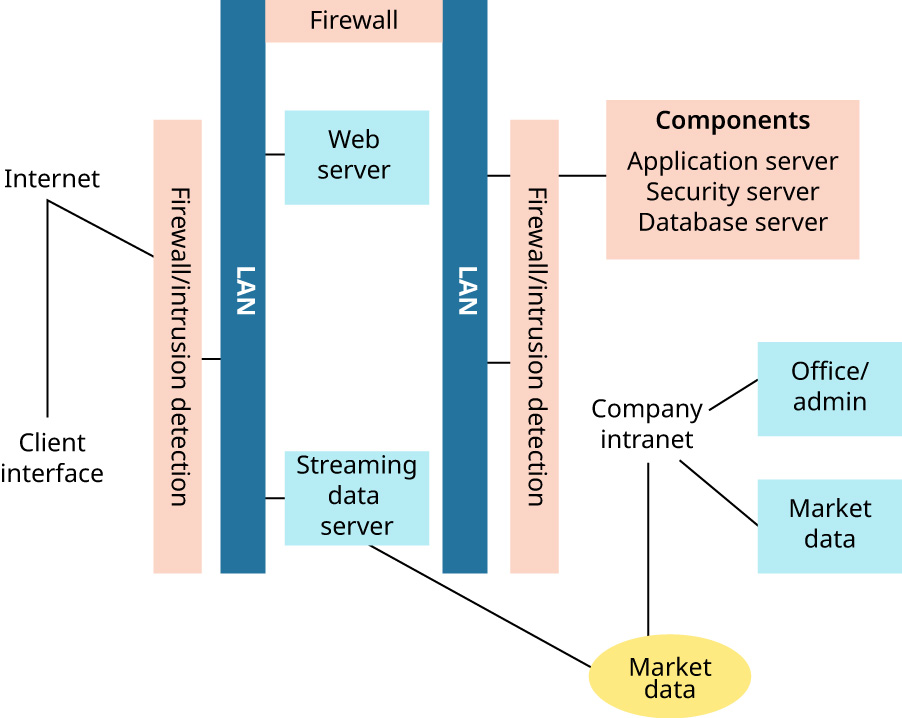 Firewall
Internet
Client
interface
Firewall/intrusion detection
LAN
Web
server
Streaming
data
server
LAN
Firewall/intrusion detection
Components
Application server
Security server
Database server
Company
intranet
Office/
admin
Market
data
Market
data